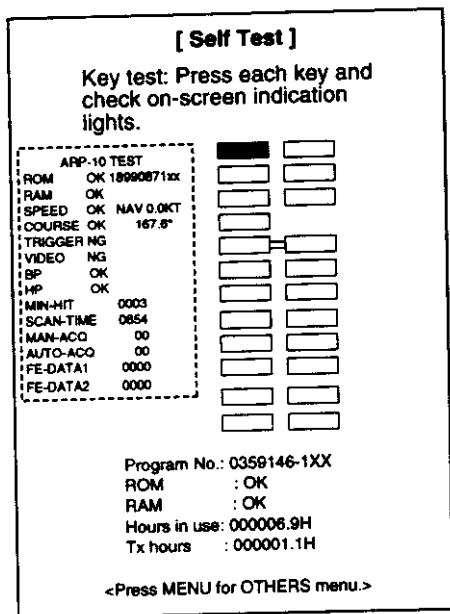 [ Self Test ]
Key test: Press each key and
check on-screen indication
lights.
ARP-10 TEST
ROM OK 18990871xx
RAM OK
SPEED OK NAV 0.0KT
COURSE OK 167.6°
TRIGGER NG
VIDEO NG
BP OK
HP OK
MIN-HIT 0003
SCAN-TIME 0854
MAN-ACQ 00
AUTO-ACQ 00
FE-DATA1 0000
FE-DATA2 0000
Program No.: 0359146-1XX
ROM : OK
RAM : OK
Hours in use: 000006.9H
Tx hours : 000001.1H
<Press MENU for OTHERS menu.>